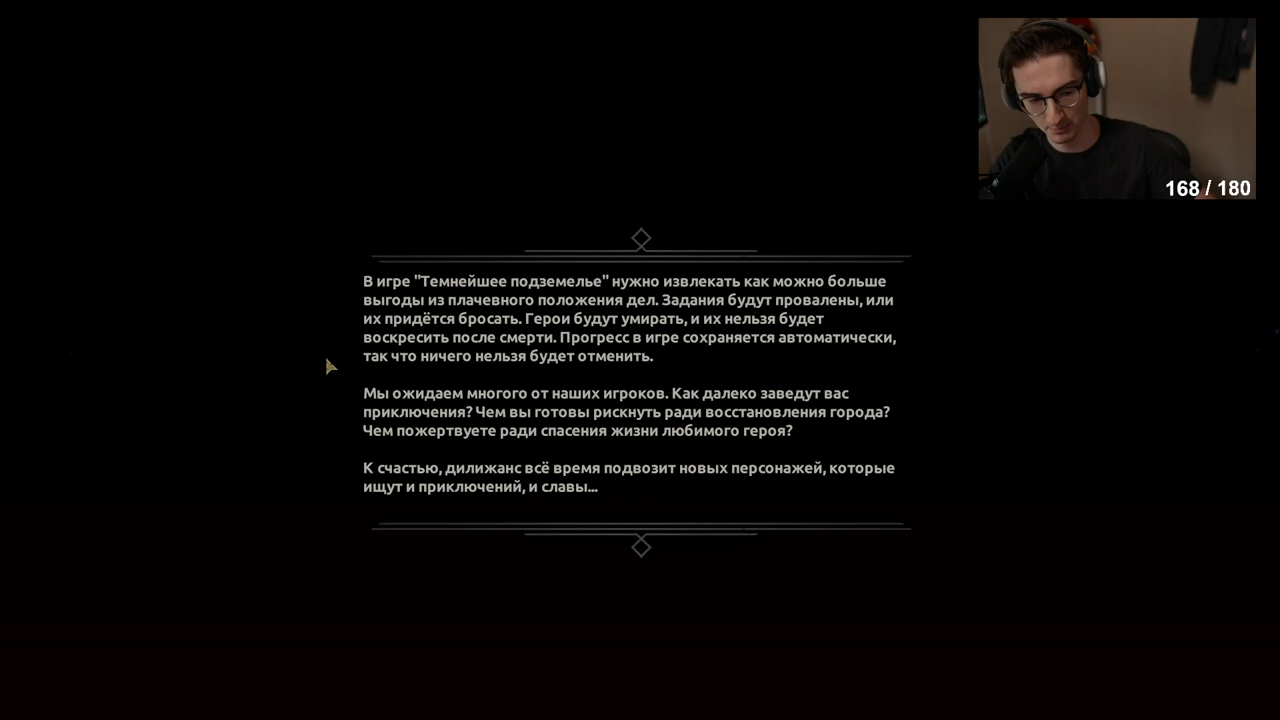 168 / 180
В игре "Темнейшее подземелье" нужно извлекать как можно больше
выгоды из плачевного положения дел. Задания будут провалены, или
их придётся бросать. Герои будут умирать, и их нельзя будет
воскресить после смерти. Прогресс в игре сохраняется автоматически,
так что ничего нельзя будет отменить.
Мы ожидаем многого от наших игроков. Как далеко заведут вас
приключения? Чем вы готовы рискнуть ради восстановления города?
Чем пожертвуете ради спасения жизни любимого героя?
К счастью, дилижанс всё время подвозит новых персонажей, которые
ищут и приключений, и славы...